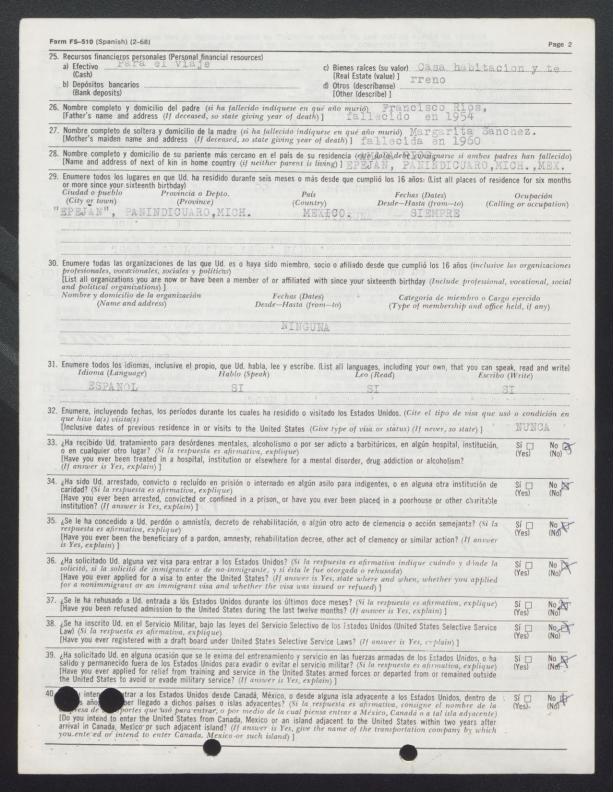 Form FS-510 (Spanish) (2-68)
Page 2
25. Recursos financieros personales (Personal financial resources)
a) Efectivo Para el viaje
(Cash)
b) Depósitos bancarios
(Bank deposits)
c) Bienes raíces (su valor) Casa habitacion y te
[Real Estate (value)] rreno
d) Otros (descríbanse)
[Other (describe)]
26. Nombre completo y domicilio del padre (si ha fallecido indíquese en qué año murió) Francisco Rios,
[Father's name and address (If deceased, so state giving year of death)] fallecido en 1954
27. Nombre completo de soltera y domicilio de la madre (si ha fallecido indíquese en qué año murió) Margarita Sanchez.
[Mother's maiden name and address (If deceased, so state giving year of death)] fallecida en 1960
28. Nombre completo y domicilio de su pariente más cercano en el país de su residencia (este dato debe consignarse si ambos padres han fallecido)
[Name and address of next of kin in home country (if neither parent is living)] EPEJAN, PANINDICUARO, MICH., MEX.
29. Enumere todos los lugares en que Ud. ha residido durante seis meses o más desde que cumplió los 16 años: (List all places of residence for six months
or more since your sixteenth birthday)
Ciudad o pueblo Provincia o Depto. País Fechas (Dates) Ocupación
(City or town) (Province) (Country) Desde—Hasta (from—to) (Calling or occupation)
"EPEJAN", PANINDICUARO, MICH. MEXICO. SIEMPRE
30. Enumere todas las organizaciones de las que Ud. es o haya sido miembro, socio o afiliado desde que cumplió los 16 años (inclusive las organizaciones
profesionales, vocacionales, sociales y políticas)
[List all organizations you are now or have been a member of or affiliated with since your sixteenth birthday (Include professional, vocational, social
and political organizations)]
Nombre y domicilio de la organización Fechas (Dates) Categoría de miembro o Cargo ejercido
(Name and address) Desde—Hasta (from—to) (Type of membership and office held, if any)
NINGUNA
31. Enumere todos los idiomas, inclusive el propio, que Ud. habla, lee y escribe. (List all languages, including your own, that you can speak, read and write)
Idioma (Language) Hablo (Speak) Leo (Read) Escribo (Write)
ESPANOL SI SI SI
32. Enumere, incluyendo fechas, los períodos durante los cuales ha residido o visitado los Estados Unidos. (Cite el tipo de visa que usó o condición en
que hizo la(s) visita(s)
[Inclusive dates of previous residence in or visits to the United States (Give type of visa or status) (If never, so state)] NUNCA
33. ¿Ha recibido Ud. tratamiento para desórdenes mentales, alcoholismo o por ser adicto a barbitúricos, en algún hospital, institución,
o en cualquier otro lugar? (Si la respuesta es afirmativa, explique)
[Have you ever been treated in a hospital, institution or elsewhere for a mental disorder, drug addiction or alcoholism?
(If answer is Yes, explain)]
Sí No
(Yes) (No)
34. ¿Ha sido Ud. arrestado, convicto o recluído en prisión o internado en algún asilo para indigentes, o en alguna otra institución de
caridad? (Si la respuesta es afirmativa, explique)
[Have you ever been arrested, convicted or confined in a prison, or have you ever been placed in a poorhouse or other charitable
institution? (If answer is Yes, explain)]
Sí No
(Yes) (No)
35. ¿Se le ha concedido a Ud. perdón o amnistía, decreto de rehabilitación, o algún otro acto de clemencia o acción semejante? (Si la
respuesta es afirmativa, explique)
[Have you ever been the beneficiary of a pardon, amnesty, rehabilitation decree, other act of clemency or similar action? (If answer
is Yes, explain)]
Sí No
(Yes) (No)
36. ¿Ha solicitado Ud. alguna vez visa para entrar a los Estados Unidos? (Si la respuesta es afirmativa indique cuándo y dónde la
solicitó, si la solicitó de inmigrante o de no-inmigrante, y si ésta le fue otorgada o rehusada)
[Have you ever applied for a visa to enter the United States? (If answer is Yes, state where and when, whether you applied
for a nonimmigrant or an immigrant visa and whether the visa was issued or refused)]
Sí No
(Yes) (No)
37. ¿Se le ha rehusado a Ud. entrada a los Estados Unidos durante los últimos doce meses? (Si la respuesta es afirmativa, explique)
[Have you been refused admission to the United States during the last twelve months? (If answer is Yes, explain)]
Sí No
(Yes) (No)
38. ¿Se ha inscrito Ud. en el Servicio Militar, bajo las leyes del Servicio Selectivo de los Estados Unidos (United States Selective Service
Law) (Si la respuesta es afirmativa, explique)
[Have you ever registered with a draft board under United States Selective Service Laws? (If answer is Yes, explain)]
Sí No
(Yes) (No)
39. ¿Ha solicitado Ud. en alguna ocasión que se le exima del entrenamiento y servicio en las fuerzas armadas de los Estados Unidos, o ha
salido y permanecido fuera de los Estados Unidos para evadir o evitar el servicio militar? (Si la respuesta es afirmativa, explique)
[Have you ever applied for relief from training and service in the United States armed forces or departed from or remained outside
the United States to avoid or evade military service? (If answer is Yes, explain)]
Sí No
(Yes) (No)
40. entrar a los Estados Unidos desde Canadá, México, o desde alguna isla adyacente a los Estados Unidos, dentro de
llegado a dichos países o islas adyacentes? (Si la respuesta es afirmativa, consigne el nombre de la
que usó para entrar, o por medio de la cual piensa entrar a México, Canadá o a tal isla adyacente)
[Do you intend to enter the United States from Canada, Mexico or an island adjacent to the United States within two years after
arrival in Canada, Mexico or such adjacent island? (If answer is Yes, give the name of the transportation company by which
you entered or intend to enter Canada, Mexico or such island)]
Sí No
(Yes) (No)